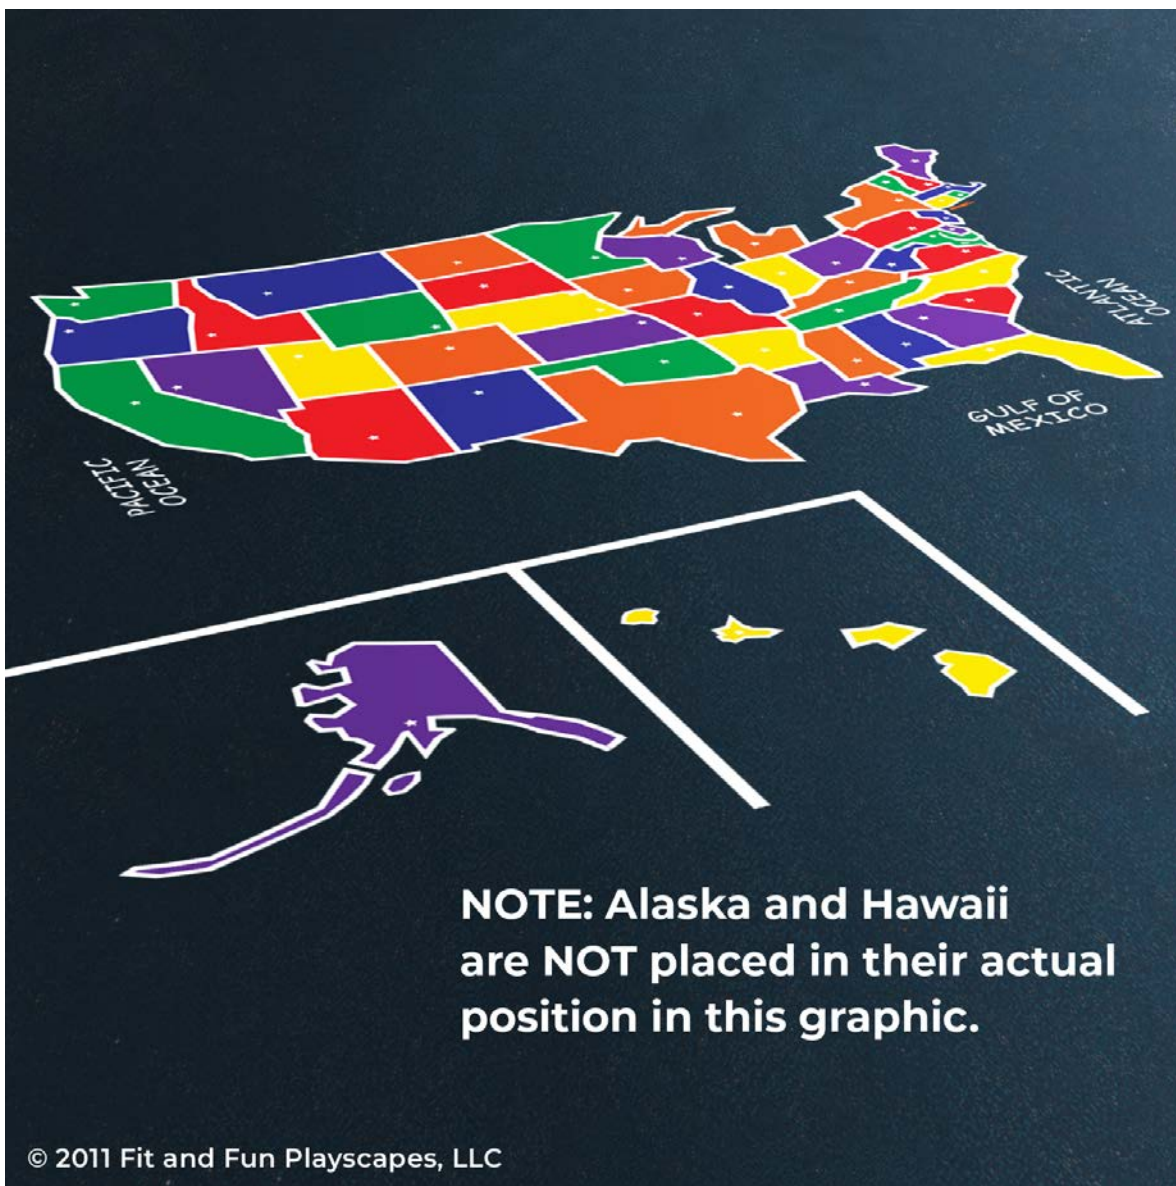 ATLANTIC
OCEAN
GULF OF
MEXICO
PACIFIC
OCEAN
NOTE: Alaska and Hawaii
are NOT placed in their actual
position in this graphic.
© 2011 Fit and Fun Playscapes, LLC